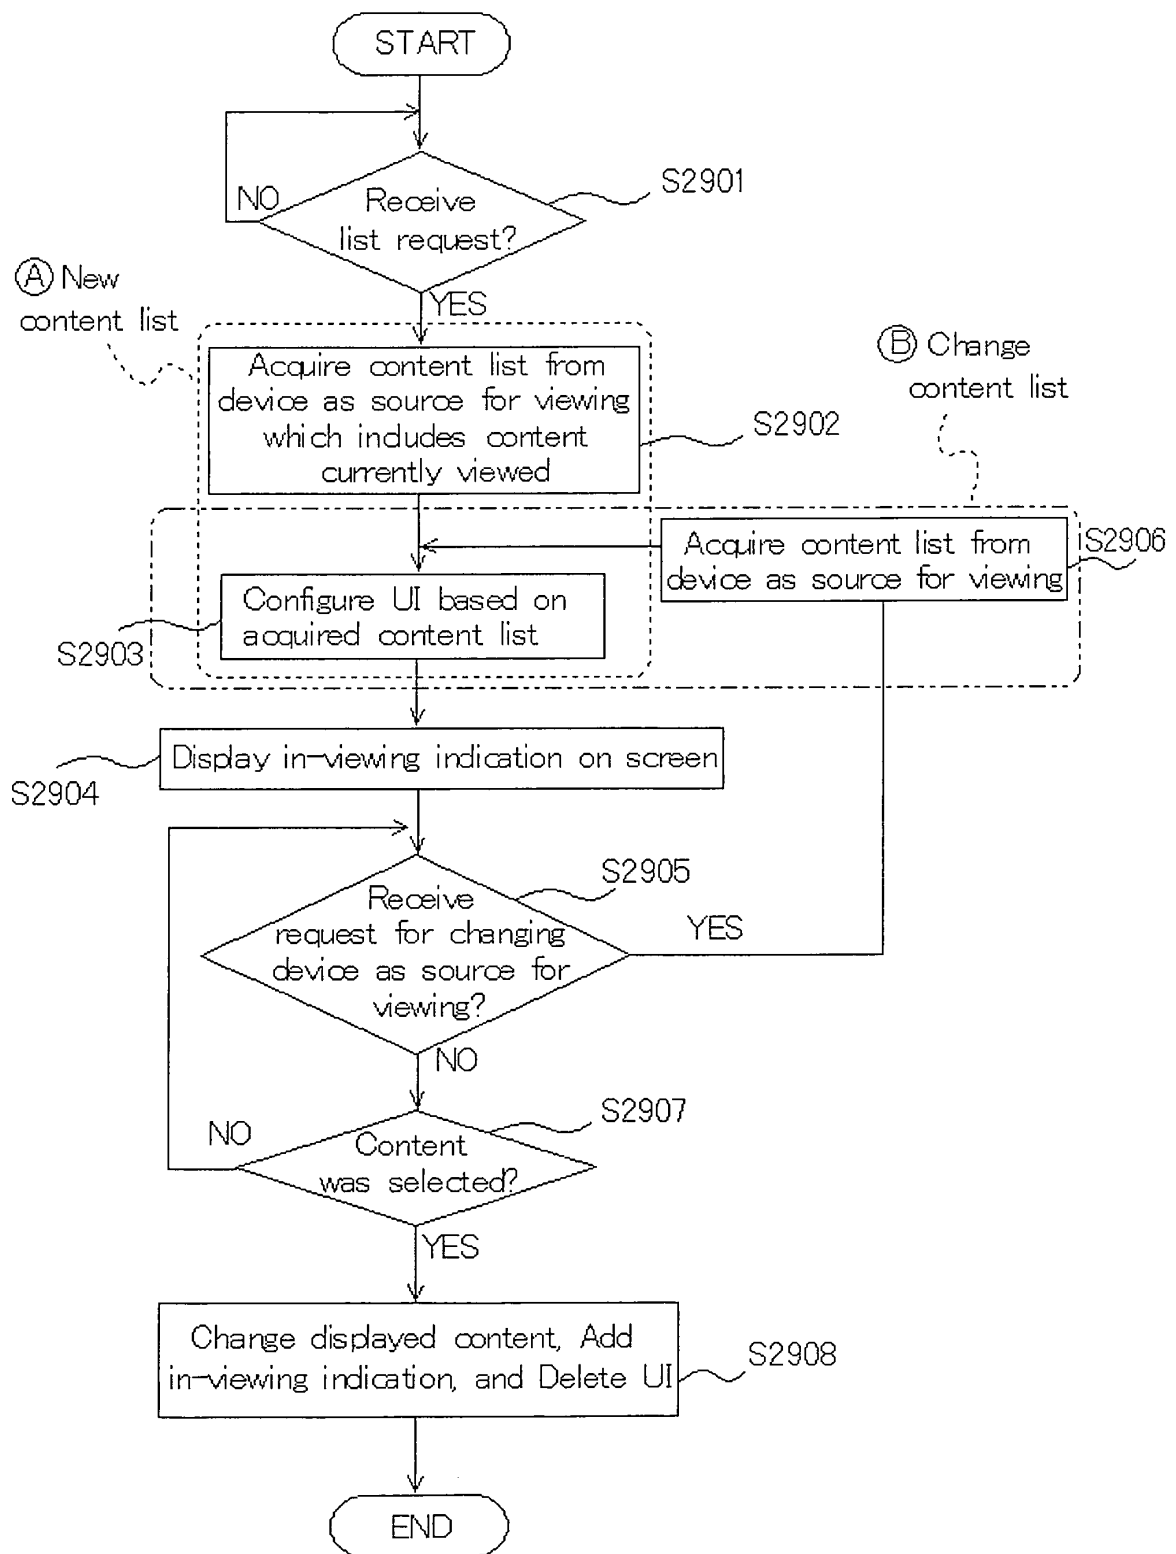 START
NO
Receive
list request?
S2901
YES
Ⓐ New
content list
Acquire content list from
device as source for viewing
which includes content
currently viewed
S2902
Ⓑ Change
content list
Acquire content list from
device as source for viewing
S2906
Configure UI based on
acquired content list
S2903
Display in-viewing indication on screen
S2904
Receive
request for changing
device as source for
viewing?
S2905
YES
NO
Content
was selected?
S2907
NO
YES
Change displayed content, Add
in-viewing indication, and Delete UI
S2908
END